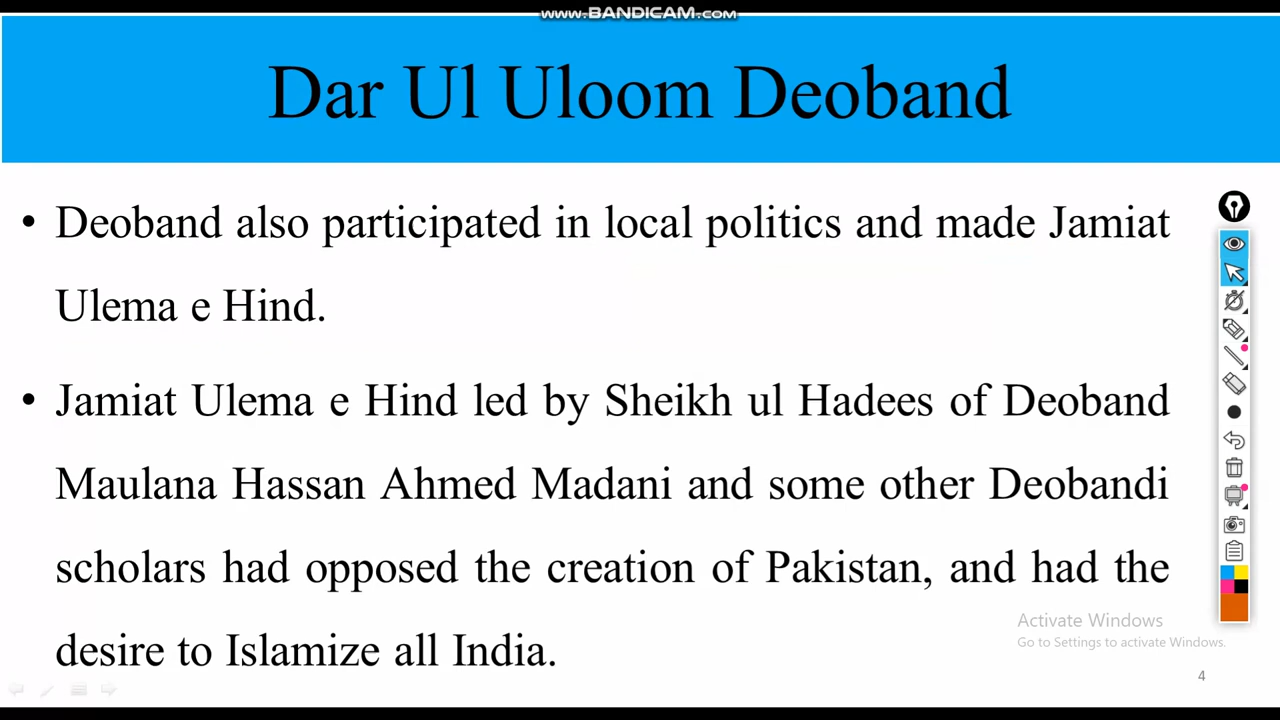 www.BANDICAM.com
Dar Ul Uloom Deoband
• Deoband also participated in local politics and made Jamiat
Ulema e Hind.
• Jamiat Ulema e Hind led by Sheikh ul Hadees of Deoband
Maulana Hassan Ahmed Madani and some other Deobandi
scholars had opposed the creation of Pakistan, and had the
desire to Islamize all India.
Activate Windows
Go to Settings to activate Windows.
4